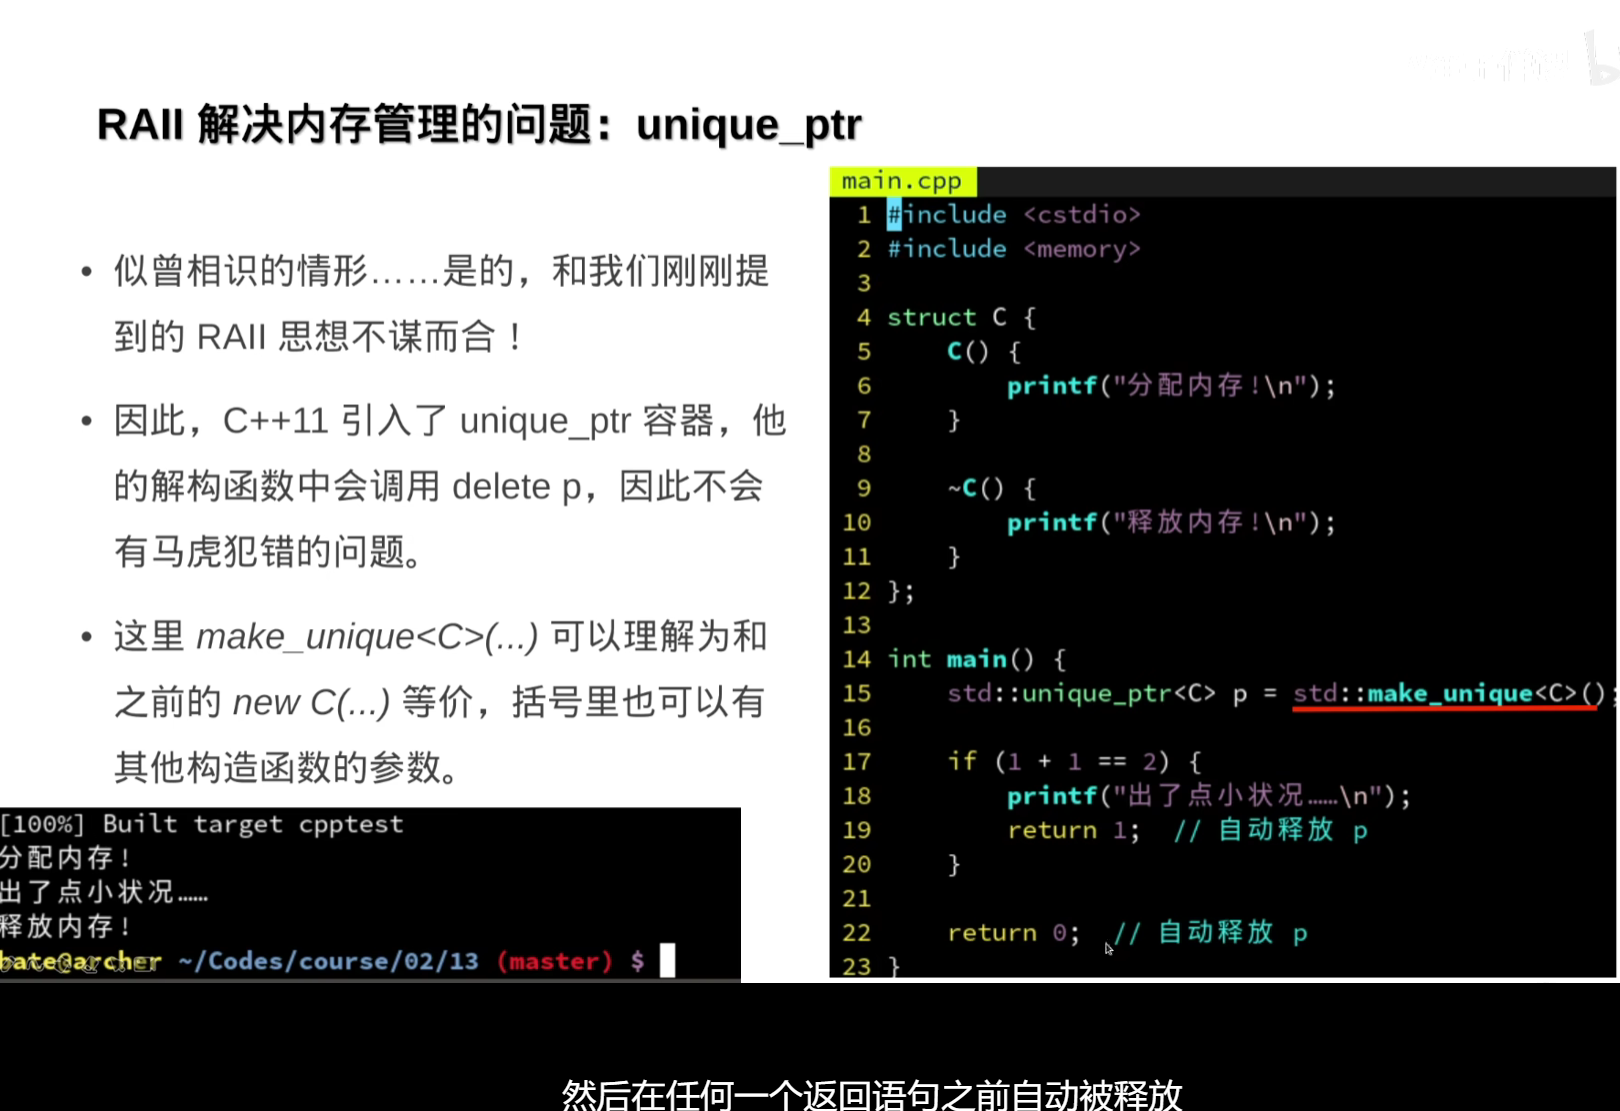 RAII 解决内存管理的问题：unique_ptr
• 似曾相识的情形……是的，和我们刚刚提
到的 RAII 思想不谋而合！
• 因此，C++11 引入了 unique_ptr 容器，他
的解构函数中会调用 delete p，因此不会
有马虎犯错的问题。
• 这里 make_unique<C>(...) 可以理解为和
之前的 new C(...) 等价，括号里也可以有
其他构造函数的参数。
main.cpp
1 #include <cstdio>
2 #include <memory>
3
4 struct C {
5     C() {
6         printf("分配内存!\n");
7     }
8
9     ~C() {
10         printf("释放内存!\n");
11     }
12 };
13
14 int main() {
15     std::unique_ptr<C> p = std::make_unique<C>();
16
17     if (1 + 1 == 2) {
18         printf("出了点小状况……\n");
19         return 1;  // 自动释放 p
20     }
21
22     return 0;  // 自动释放 p
23 }
[100%] Built target cpptest
分配内存!
出了点小状况……
释放内存!
bate@archer ~/Codes/course/02/13 (master) $
然后在任何一个返回语句之前自动被释放